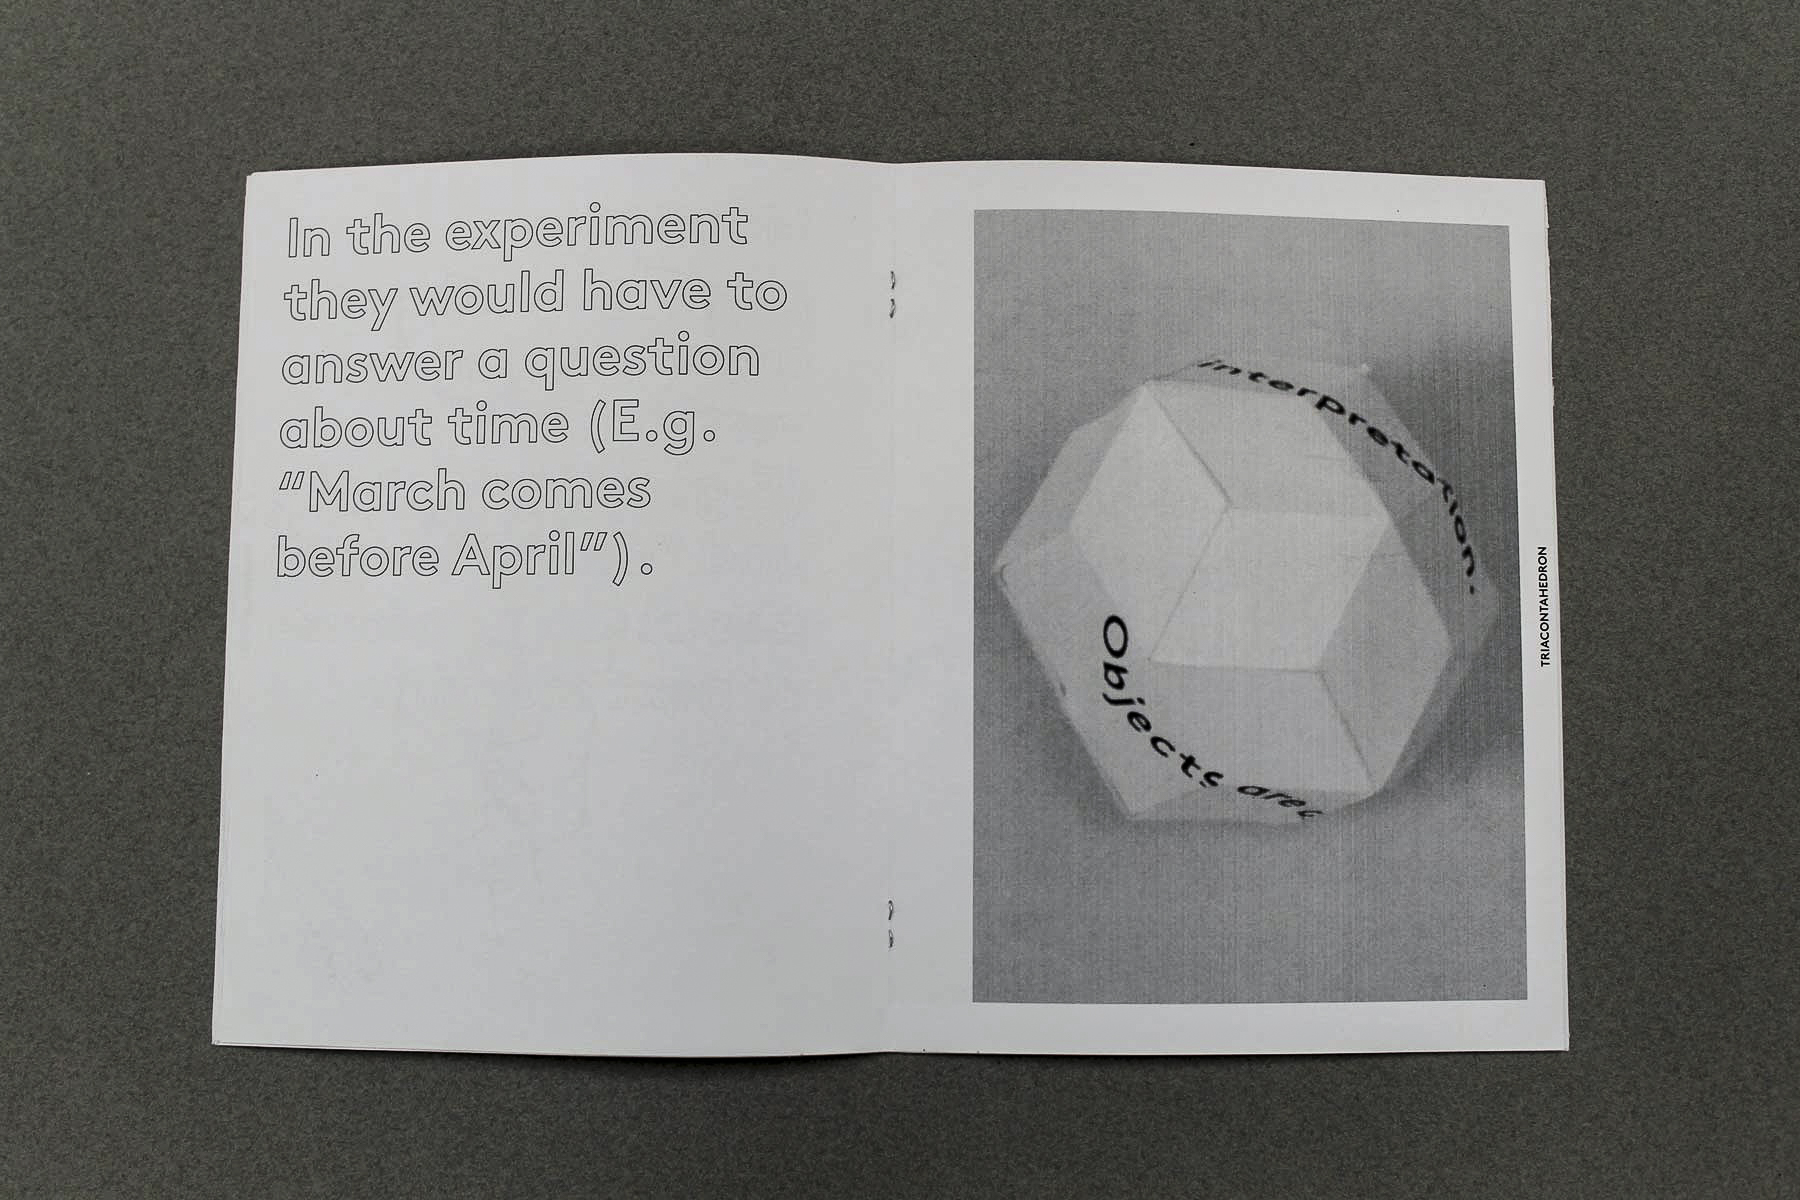 In the experiment
they would have to
answer a question
about time (E.g.
“March comes
before April”).
interpretation.
Objects are
TRIACONTAHEDRON